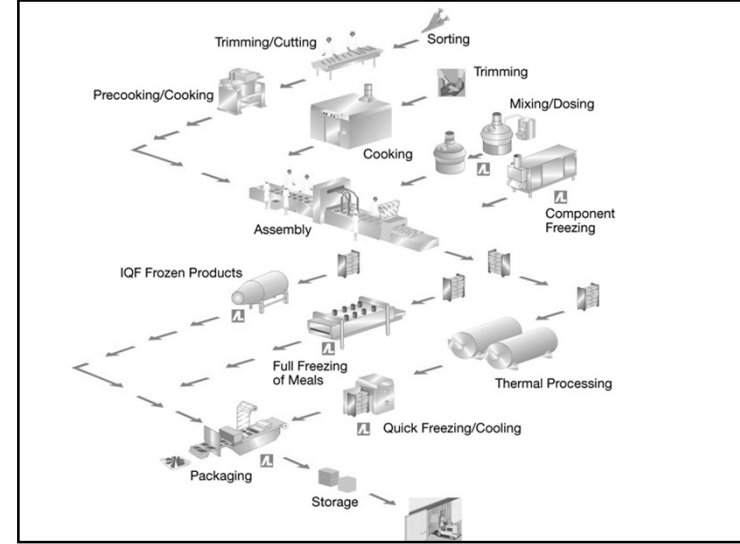 Sorting
Trimming/Cutting
Trimming
Precooking/Cooking
Mixing/Dosing
Cooking
Component
Freezing
Assembly
IQF Frozen Products
Full Freezing
of Meals
Thermal Processing
Quick Freezing/Cooling
Packaging
Storage